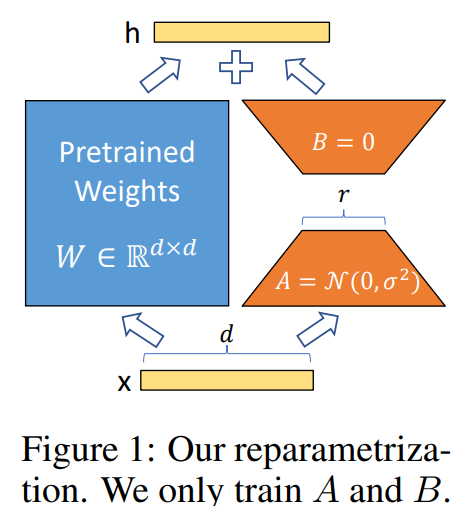 h
Pretrained
Weights
W ∈ ℝ^{d×d}
B = 0
r
A = 𝒩(0, σ²)
d
x
Figure 1: Our reparametriza-
tion. We only train A and B.